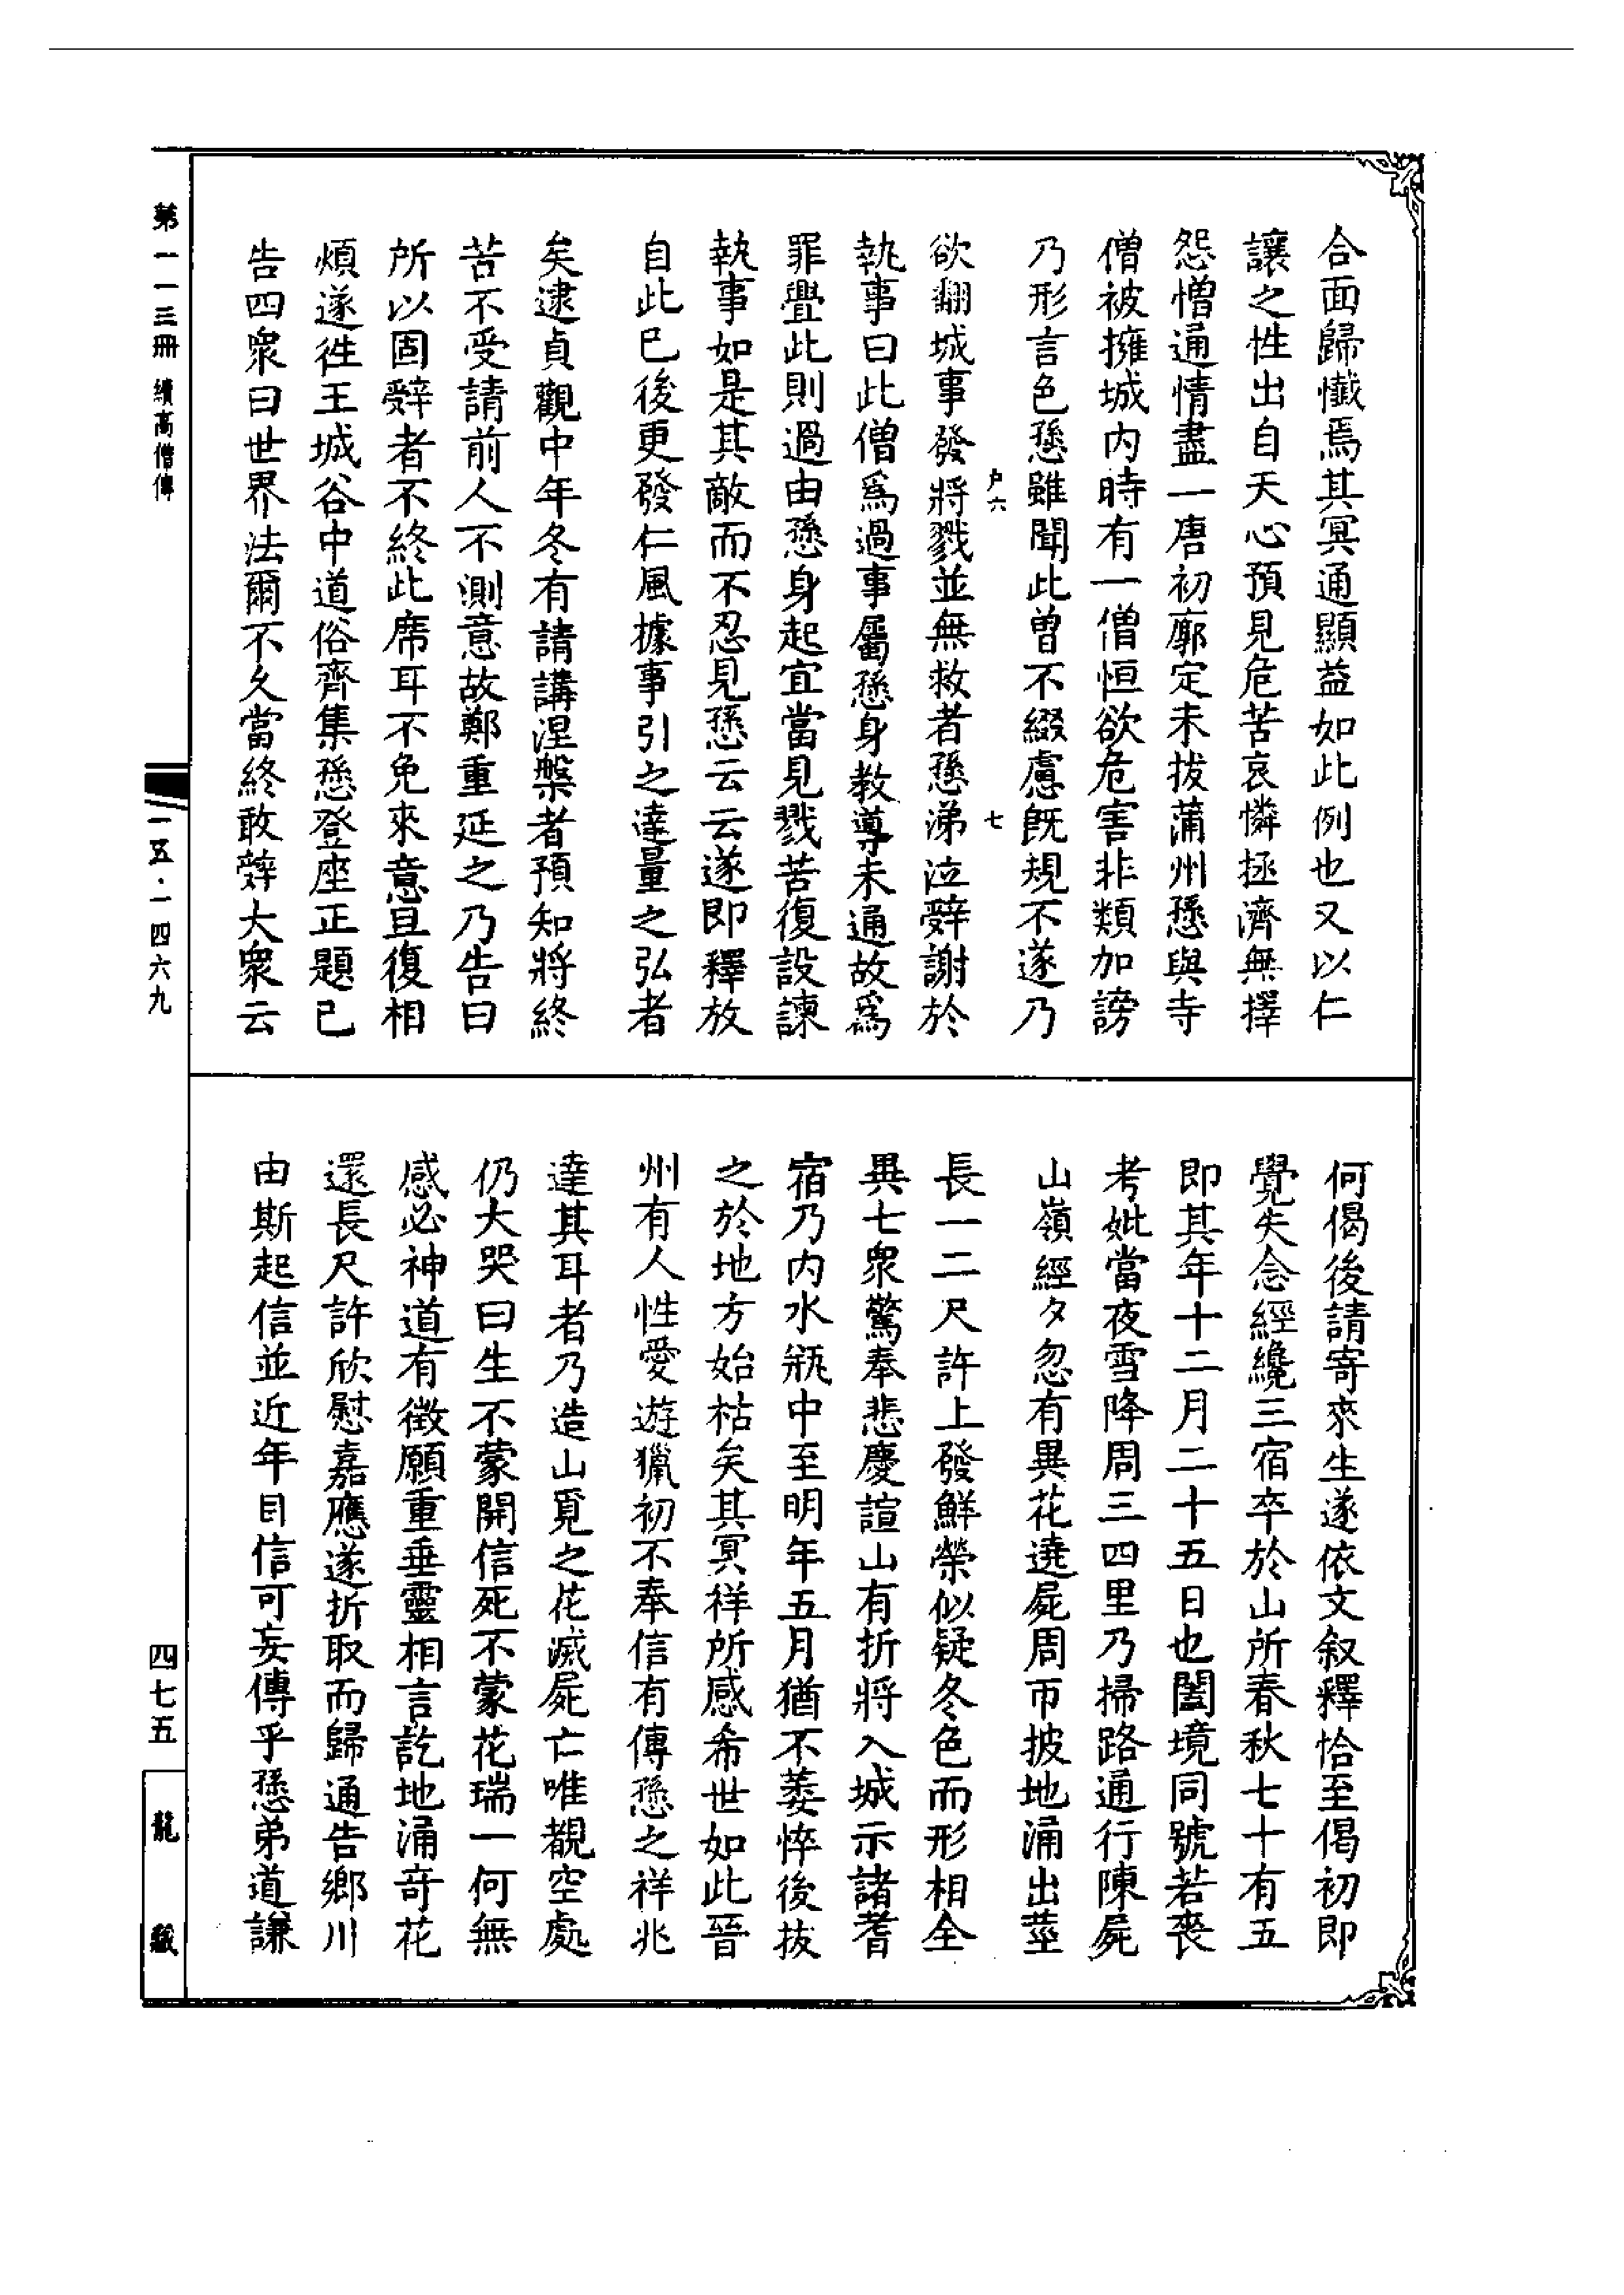 合面歸懺焉其冥通顯益如此例也又以仁
讓之性出自天心預見危苦哀憐拯濟無擇
怨憎通情盡一唐初廓定未拔蒲州愻與寺
僧被擁城内時有一僧恒欲危害非類加謗
乃形言色愻雖聞此曾不綴慮既規不遂乃
户六
七
欲翻城事發將戮並無救者愻涕泣辭謝於
執事曰此僧爲過事屬愻身教導未通故爲
罪舋此則過由愻身起宜當見戮苦復設諫
執事如是其敵而不忍見愻云云遂即釋放
自此已後更發仁風據事引之達量之弘者
矣逮貞觀中年冬有請講涅槃者預知將終
苦不受請前人不測意故鄭重延之乃告曰
所以固辭者不終此席耳不免來意且復相
煩遂徃王城谷中道俗齊集愻登座正題已
告四衆曰世界法爾不久當終敢辭大衆云
何偈後請寄來生遂依文叙釋恰至偈初即
覺失念經纔三宿卒於山所春秋七十有五
即其年十二月二十五日也闔境同號若喪
考妣當夜雪降周三四里乃掃路通行陳屍
山嶺經夕忽有異花遶屍周帀披地涌出莖
長一二尺許上發鮮榮似疑冬色而形相全
異七衆驚奉悲慶諠山有折將入城示諸耆
宿乃内水瓶中至明年五月猶不萎悴後拔
之於地方始枯矣其冥祥所感希世如此晉
州有人性愛遊獵初不奉信有傳愻之祥兆
達其耳者乃造山覓之花滅屍亡唯覩空處
仍大哭曰生不蒙開信死不蒙花瑞一何無
感必神道有徵願重垂靈相言訖地涌奇花
還長尺許欣慰嘉應遂折取而歸通告鄉川
由斯起信並近年目信可妄傳乎愻弟道謙
第一一三冊 續高僧傳
一五·一四六九
四七五
龍藏